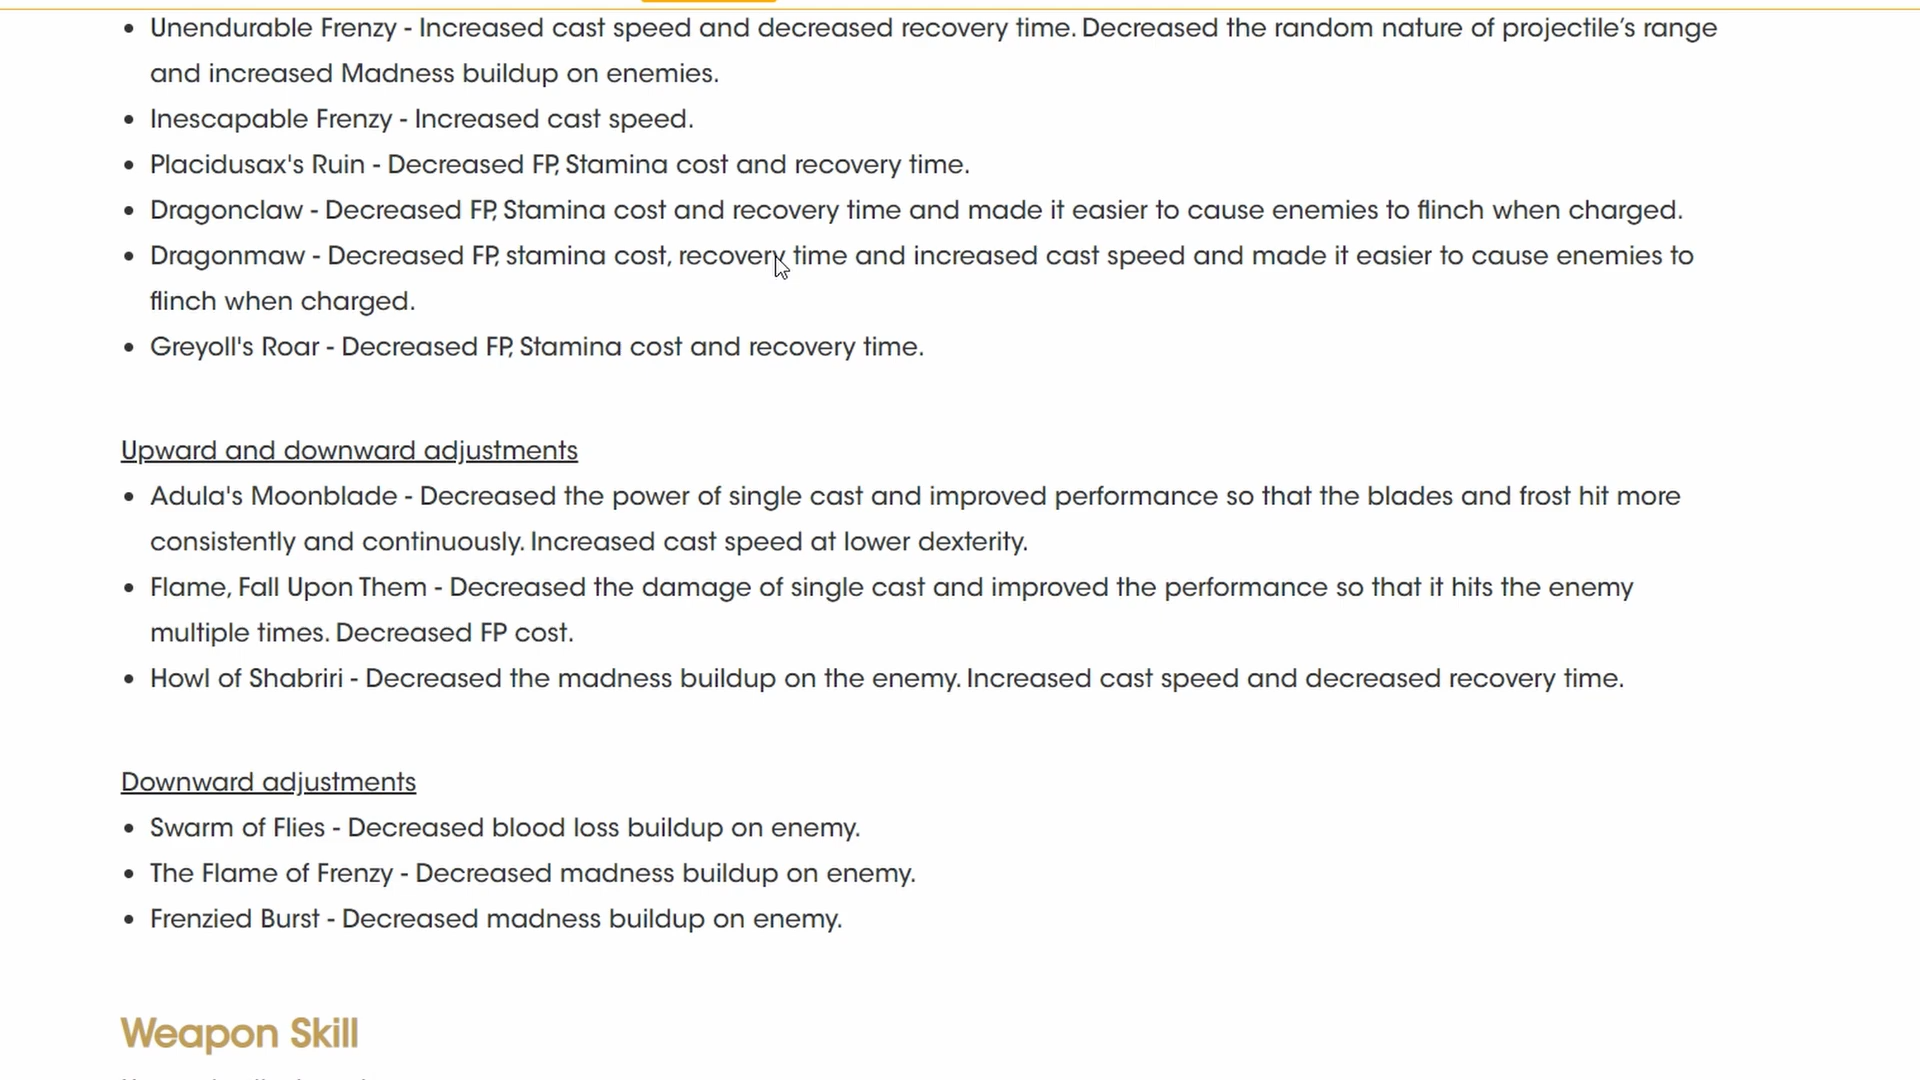 Unendurable Frenzy - Increased cast speed and decreased recovery time. Decreased the random nature of projectile’s range
and increased Madness buildup on enemies.
Inescapable Frenzy - Increased cast speed.
Placidusax's Ruin - Decreased FP, Stamina cost and recovery time.
Dragonclaw - Decreased FP, Stamina cost and recovery time and made it easier to cause enemies to flinch when charged.
Dragonmaw - Decreased FP, stamina cost, recovery time and increased cast speed and made it easier to cause enemies to
flinch when charged.
Greyoll's Roar - Decreased FP, Stamina cost and recovery time.
Upward and downward adjustments
Adula's Moonblade - Decreased the power of single cast and improved performance so that the blades and frost hit more
consistently and continuously. Increased cast speed at lower dexterity.
Flame, Fall Upon Them - Decreased the damage of single cast and improved the performance so that it hits the enemy
multiple times. Decreased FP cost.
Howl of Shabriri - Decreased the madness buildup on the enemy. Increased cast speed and decreased recovery time.
Downward adjustments
Swarm of Flies - Decreased blood loss buildup on enemy.
The Flame of Frenzy - Decreased madness buildup on enemy.
Frenzied Burst - Decreased madness buildup on enemy.
Weapon Skill